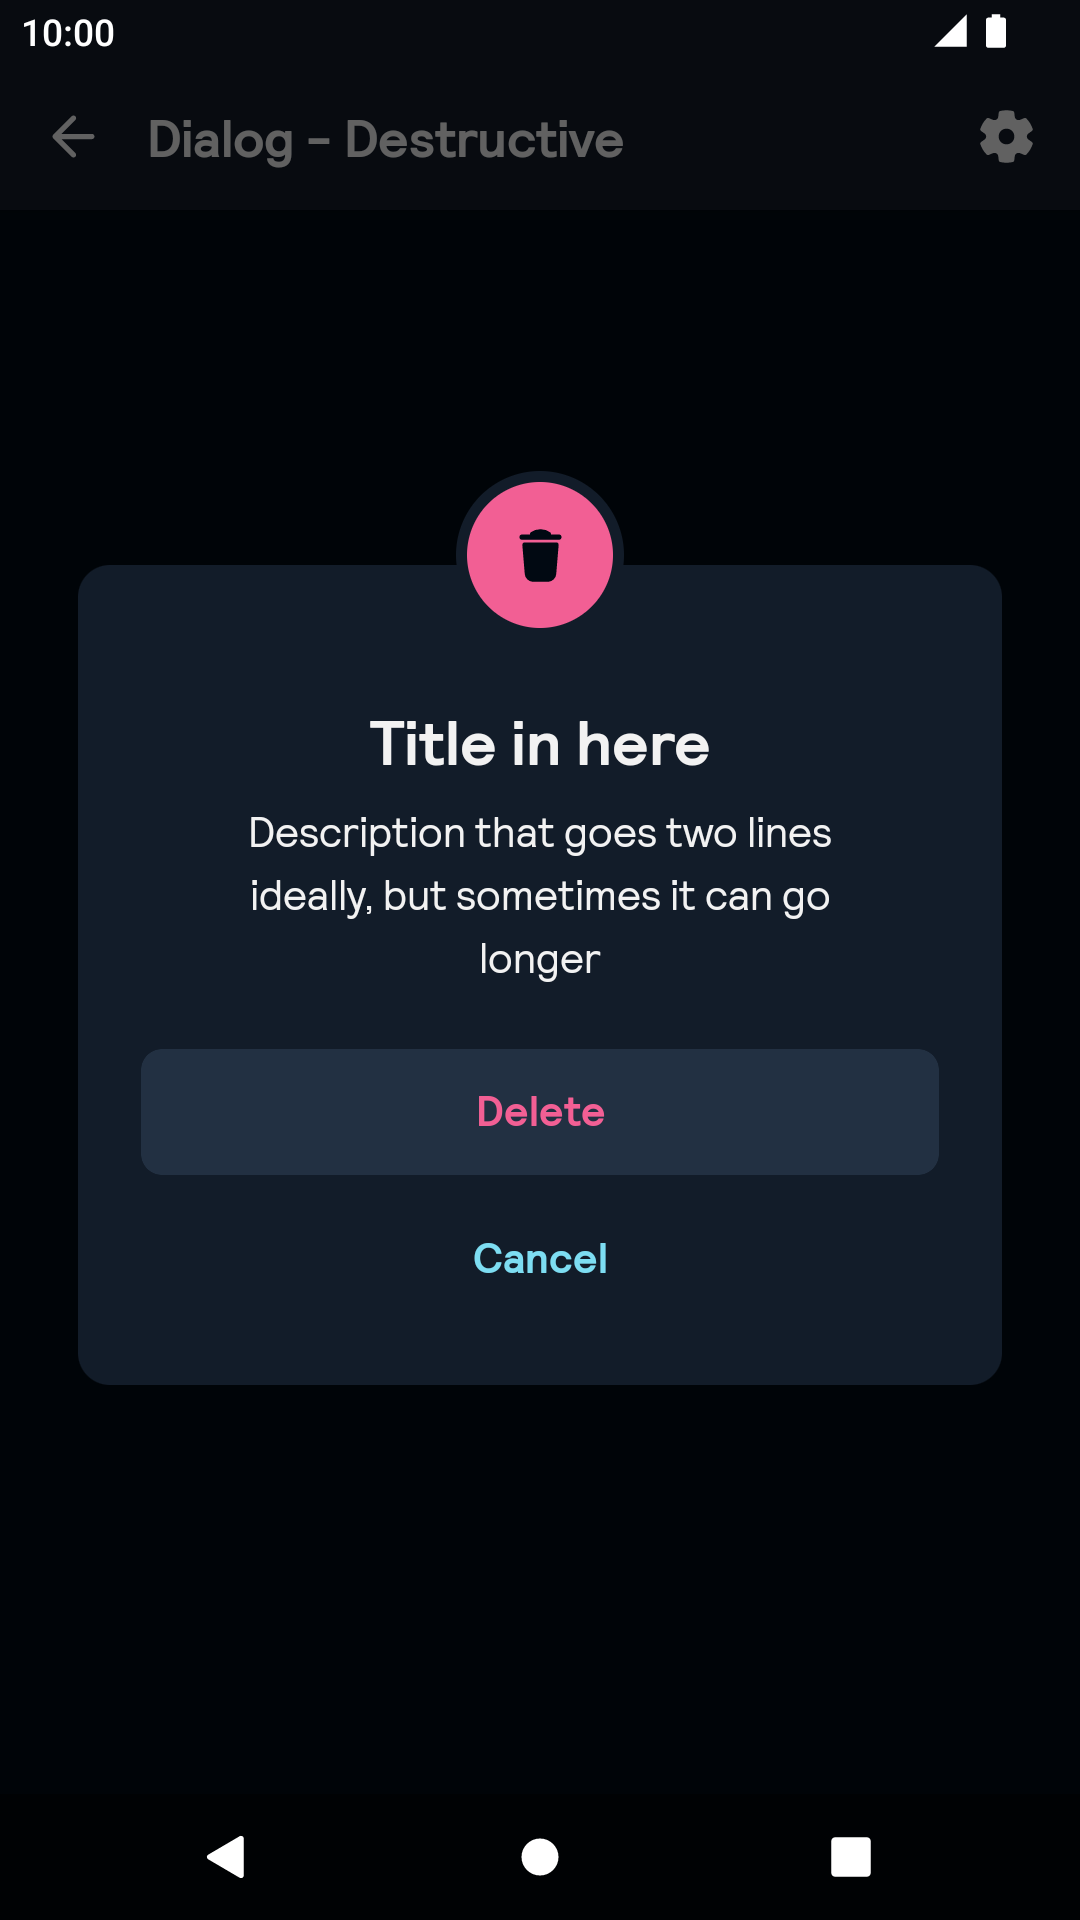 10:00
Dialog - Destructive
Title in here
Description that goes two lines
ideally, but sometimes it can go
longer
Delete
Cancel